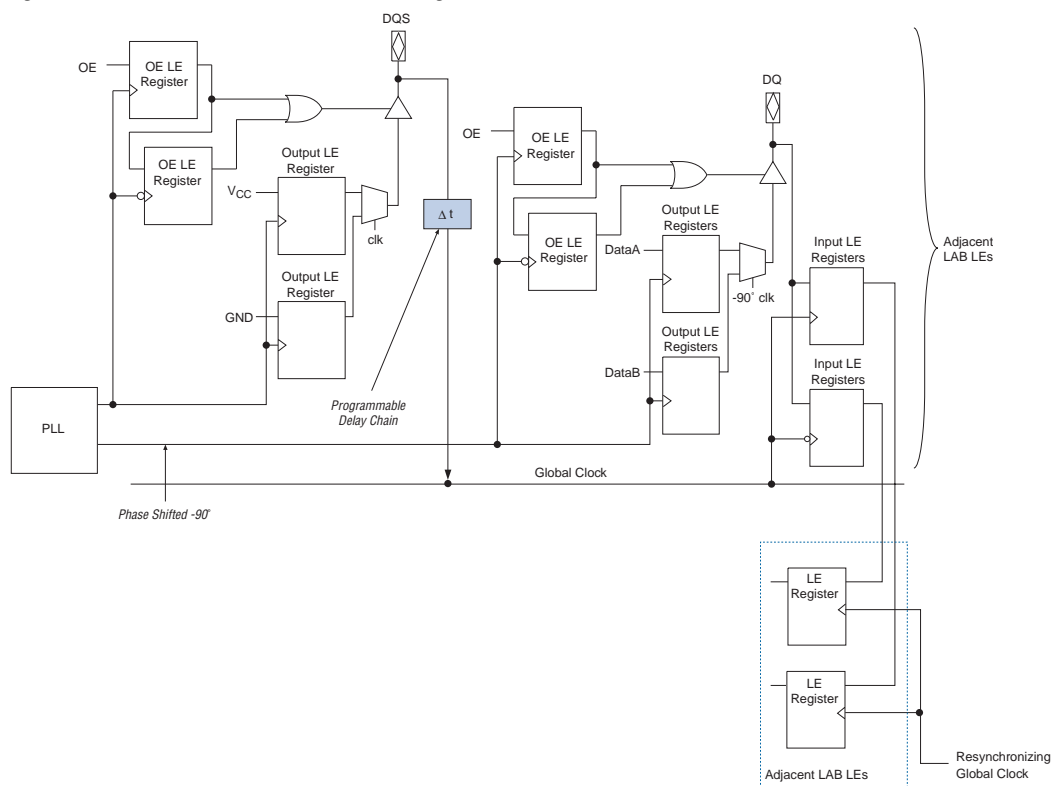 DQS
OE
OE LE
Register
OE LE
Register
Output LE
Register
VCC
clk
Output LE
Register
GND
Δ t
Programmable
Delay Chain
PLL
Phase Shifted -90˚
Global Clock
DQ
OE
OE LE
Register
OE LE
Register
Output LE
Registers
DataA
-90˚ clk
Output LE
Registers
DataB
Input LE
Registers
Input LE
Registers
Adjacent
LAB LEs
LE
Register
LE
Register
Adjacent LAB LEs
Resynchronizing
Global Clock